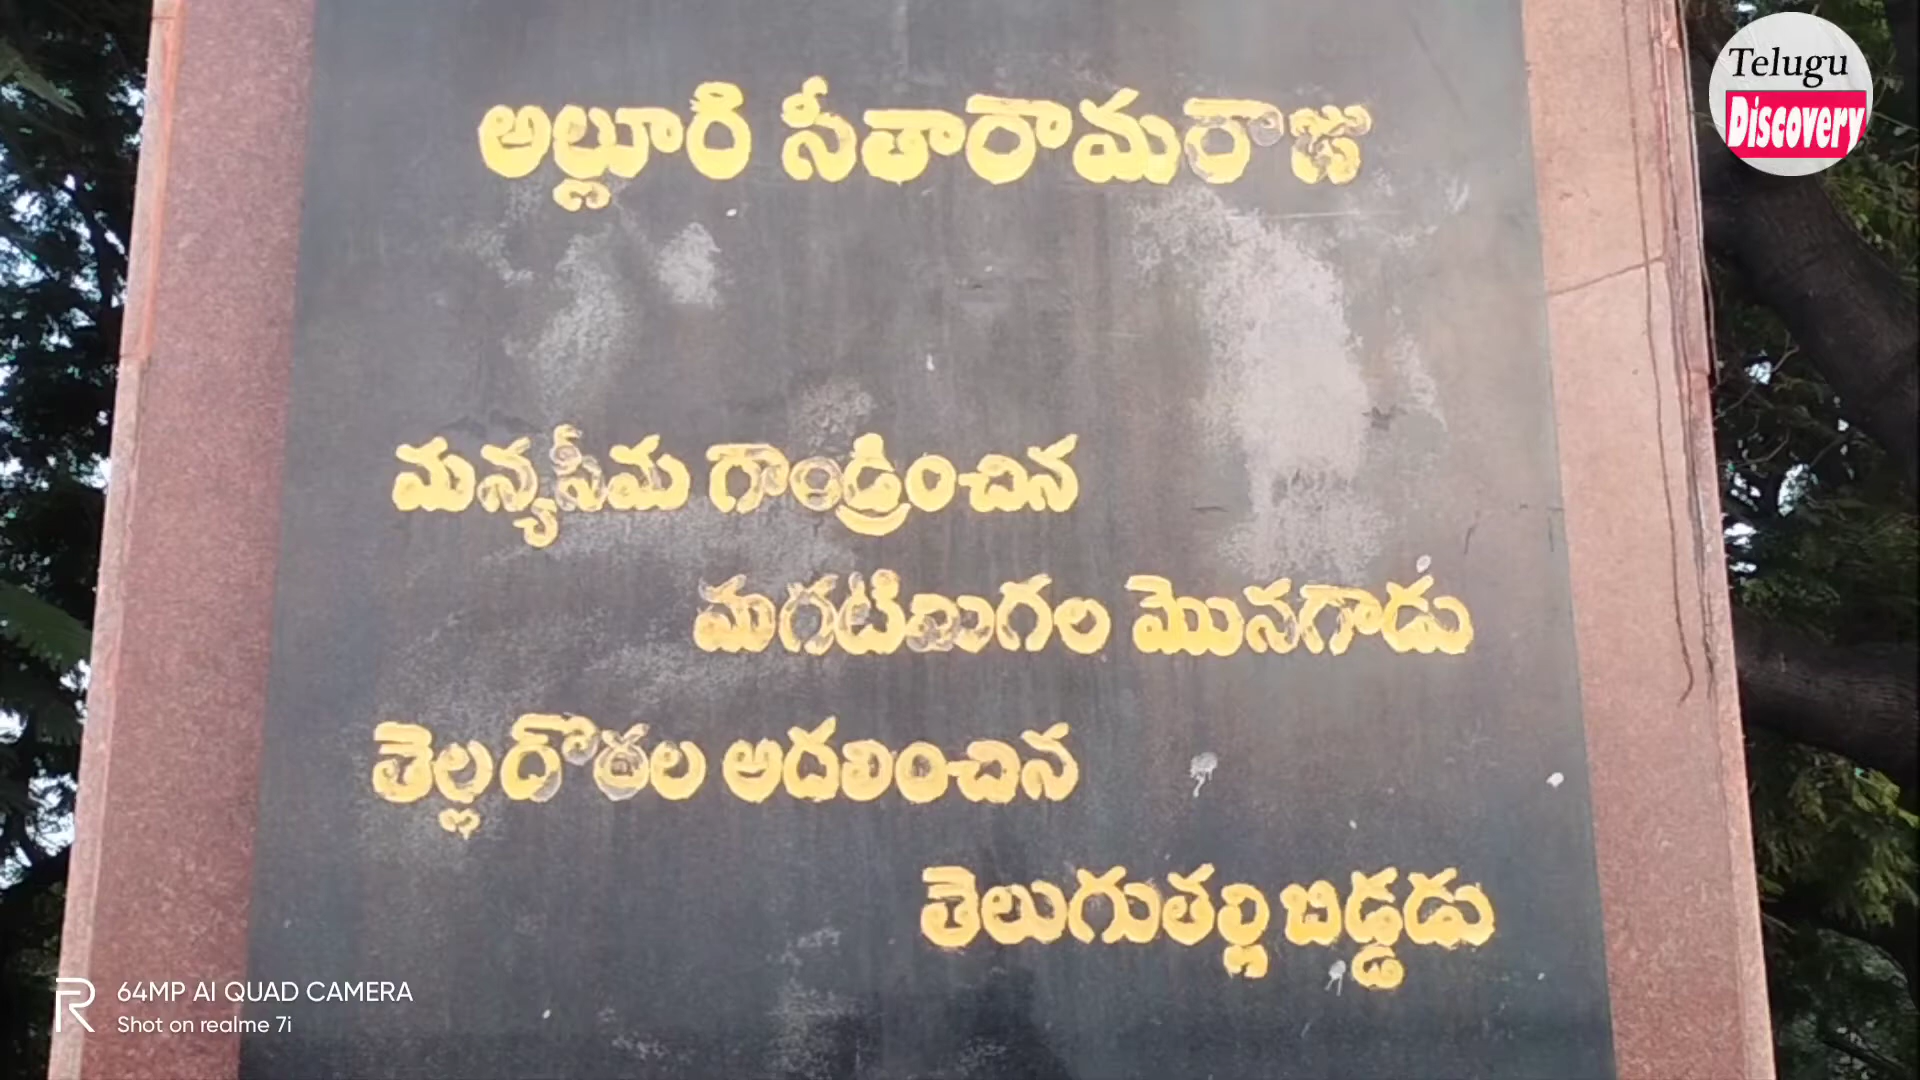 Telugu
Discovery
అల్లూరి సీతారామరాజు
మన్యసీమ గాండ్రించిన
మగటిమిగల మొనగాడు
తెల్లదొరల అదలించిన
తెలుగుతల్లి బిడ్డడు
64MP AI QUAD CAMERA
Shot on realme 7i